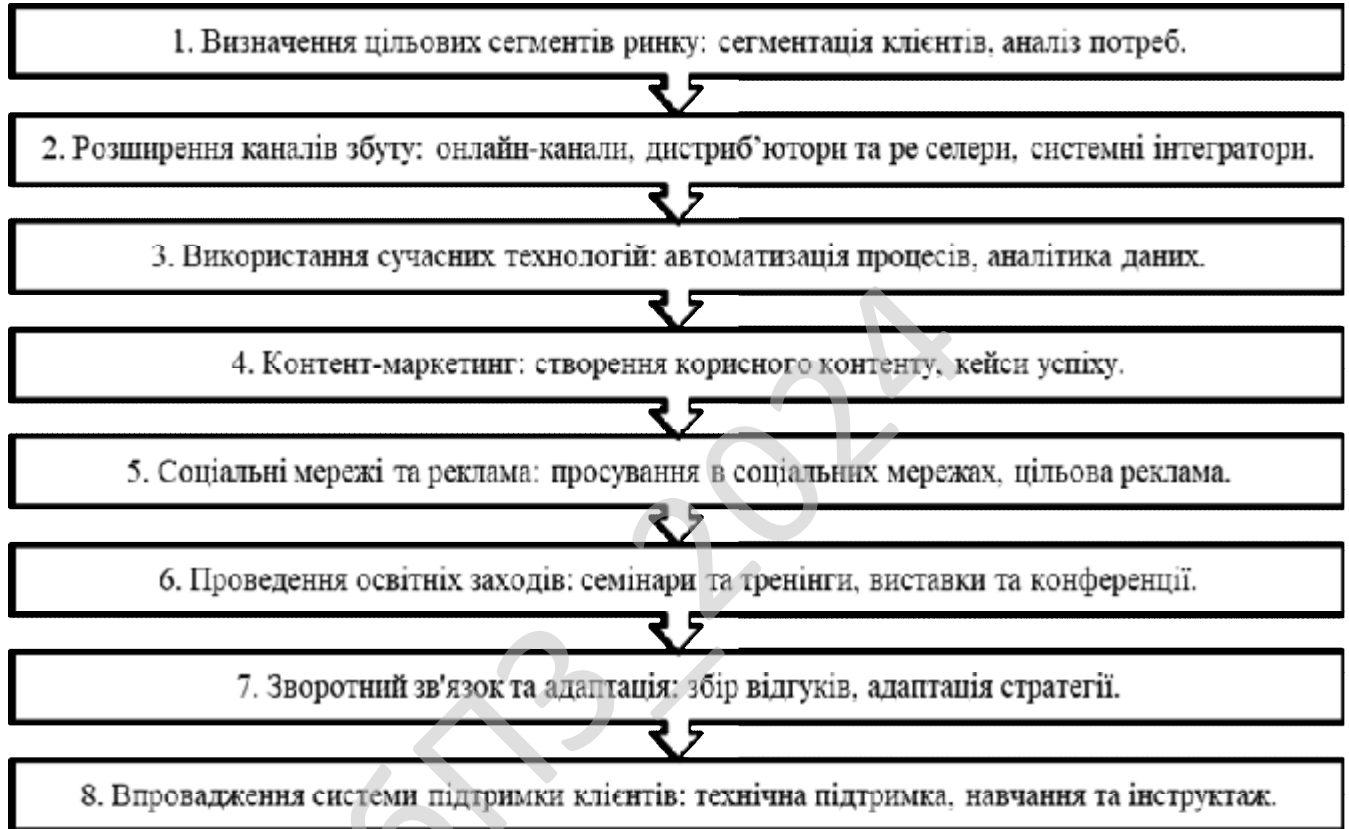 1. Визначення цільових сегментів ринку: сегментація клієнтів, аналіз потреб.
2. Розширення каналів збуту: онлайн-канали, дистриб’ютори та ре селери, системні інтегратори.
3. Використання сучасних технологій: автоматизація процесів, аналітика даних.
4. Контент-маркетинг: створення корисного контенту, кейси успіху.
5. Соціальні мережі та реклама: просування в соціальних мережах, цільова реклама.
6. Проведення освітніх заходів: семінари та тренінги, виставки та конференції.
7. Зворотний зв'язок та адаптація: збір відгуків, адаптація стратегії.
8. Впровадження системи підтримки клієнтів: технічна підтримка, навчання та інструктаж.